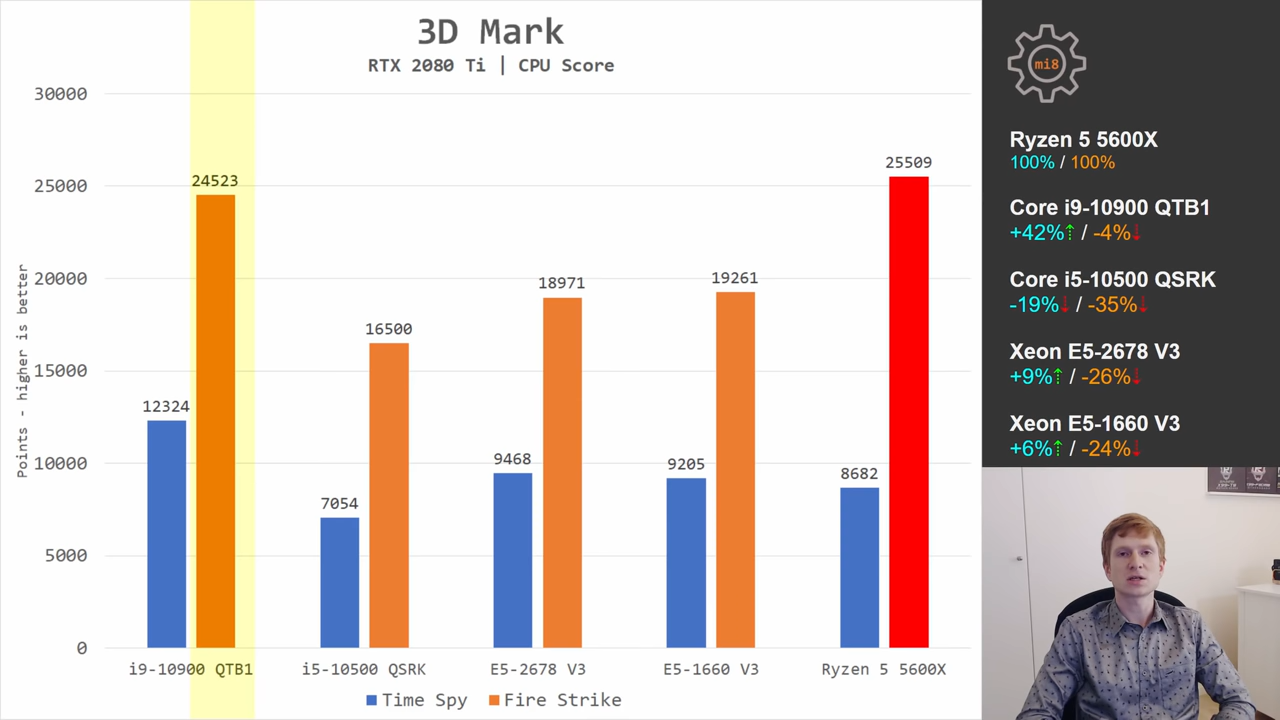 3D Mark
RTX 2080 Ti | CPU Score
Points - higher is better
30000
25000
20000
15000
10000
5000
0
12324
24523
7054
16500
9468
18971
9205
19261
8682
25509
i9-10900 QTB1
i5-10500 QSRK
E5-2678 V3
E5-1660 V3
Ryzen 5 5600X
Time Spy
Fire Strike
mi8
Ryzen 5 5600X
100% / 100%
Core i9-10900 QTB1
+42%↑ / -4%↓
Core i5-10500 QSRK
-19%↓ / -35%↓
Xeon E5-2678 V3
+9%↑ / -26%↓
Xeon E5-1660 V3
+6%↑ / -24%↓